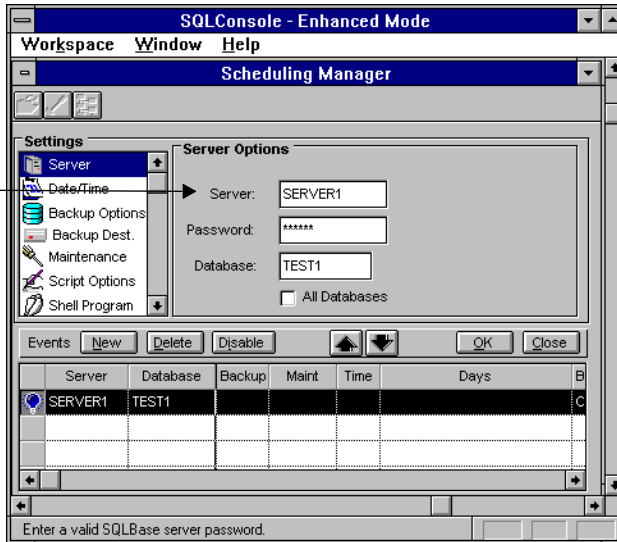 SQLConsole - Enhanced Mode
Workspace Window Help
Scheduling Manager
Settings
Server
Date/Time
Backup Options
Backup Dest.
Maintenance
Script Options
Shell Program
Server Options
Server: SERVER1
Password: ******
Database: TEST1
All Databases
Events New Delete Disable OK Close
Server Database Backup Maint Time Days B
SERVER1 TEST1 C
Enter a valid SQLBase server password.